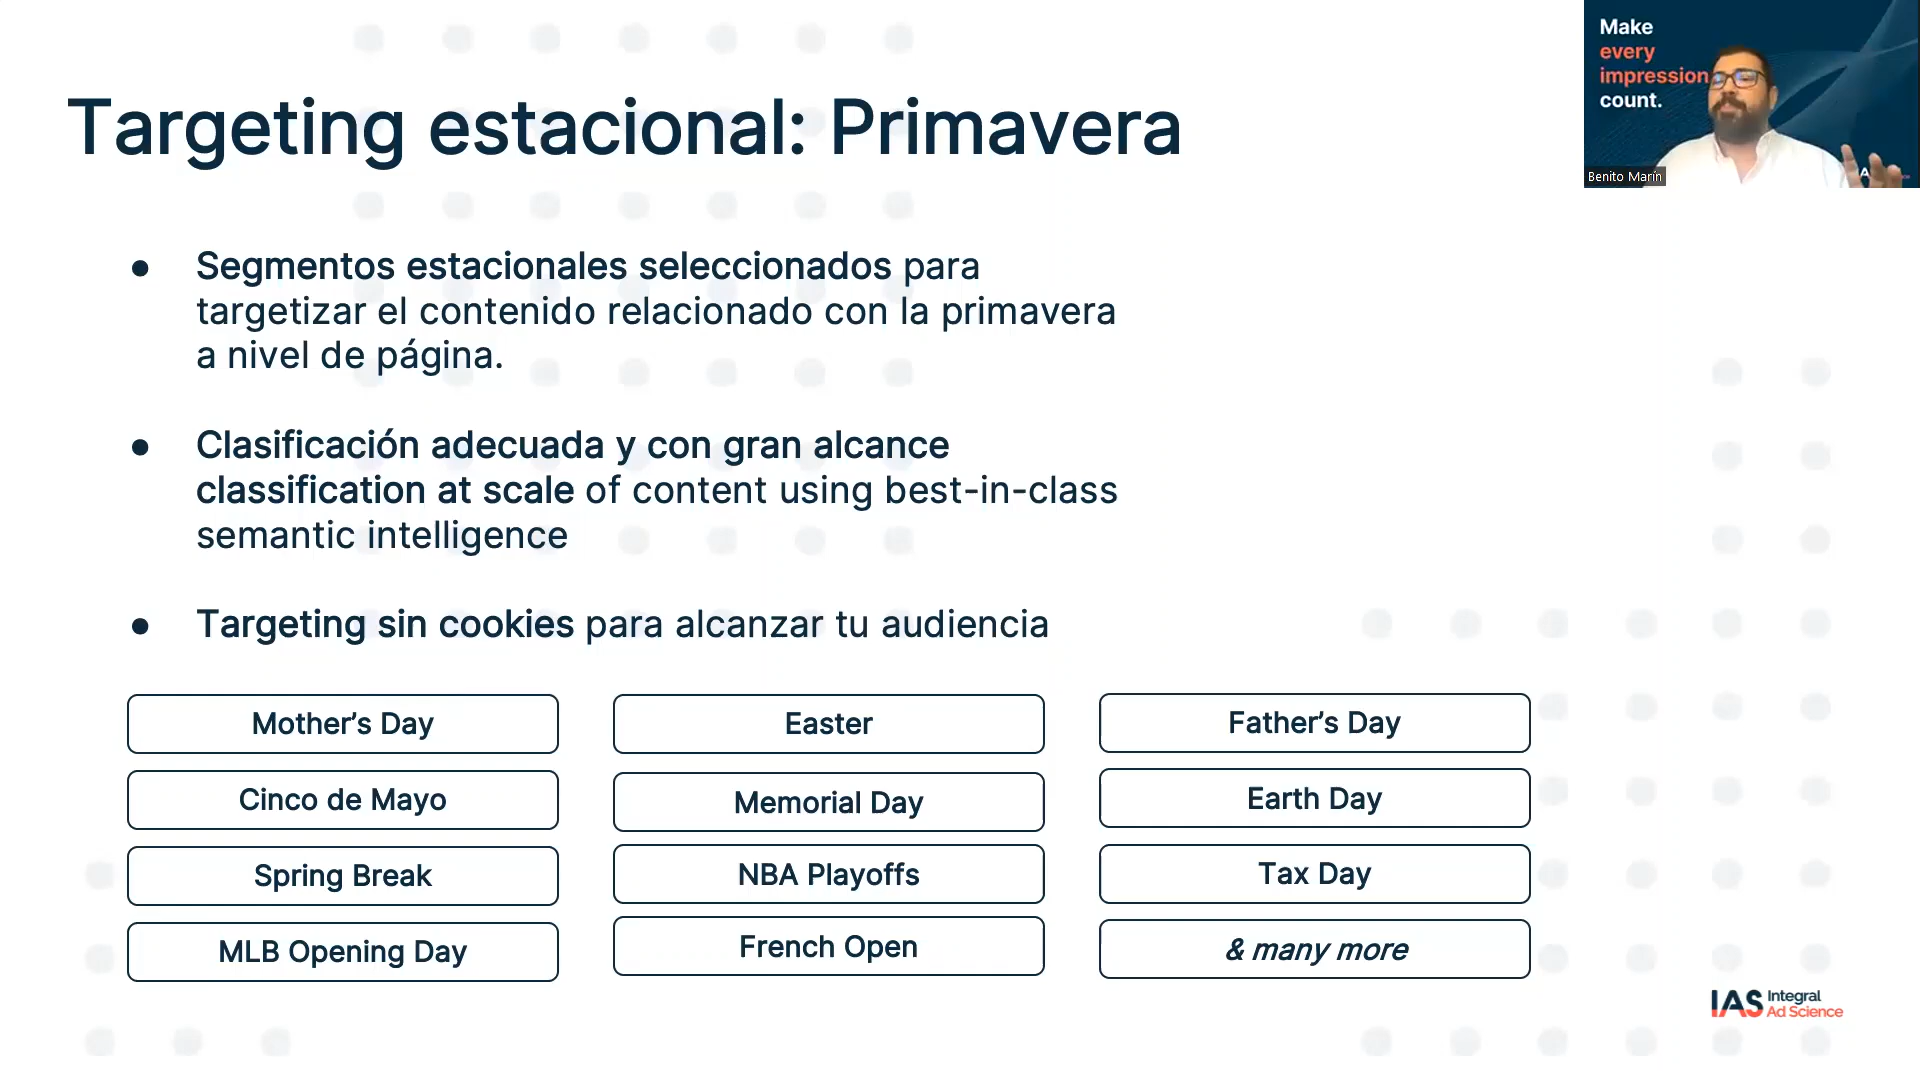 Make
every
impression
count.
Benito Marín
Targeting estacional: Primavera
● Segmentos estacionales seleccionados para
targetizar el contenido relacionado con la primavera
a nivel de página.
● Clasificación adecuada y con gran alcance
classification at scale of content using best-in-class
semantic intelligence
● Targeting sin cookies para alcanzar tu audiencia
Mother's Day
Easter
Father's Day
Cinco de Mayo
Memorial Day
Earth Day
Spring Break
NBA Playoffs
Tax Day
MLB Opening Day
French Open
& many more
IAS Integral
Ad Science